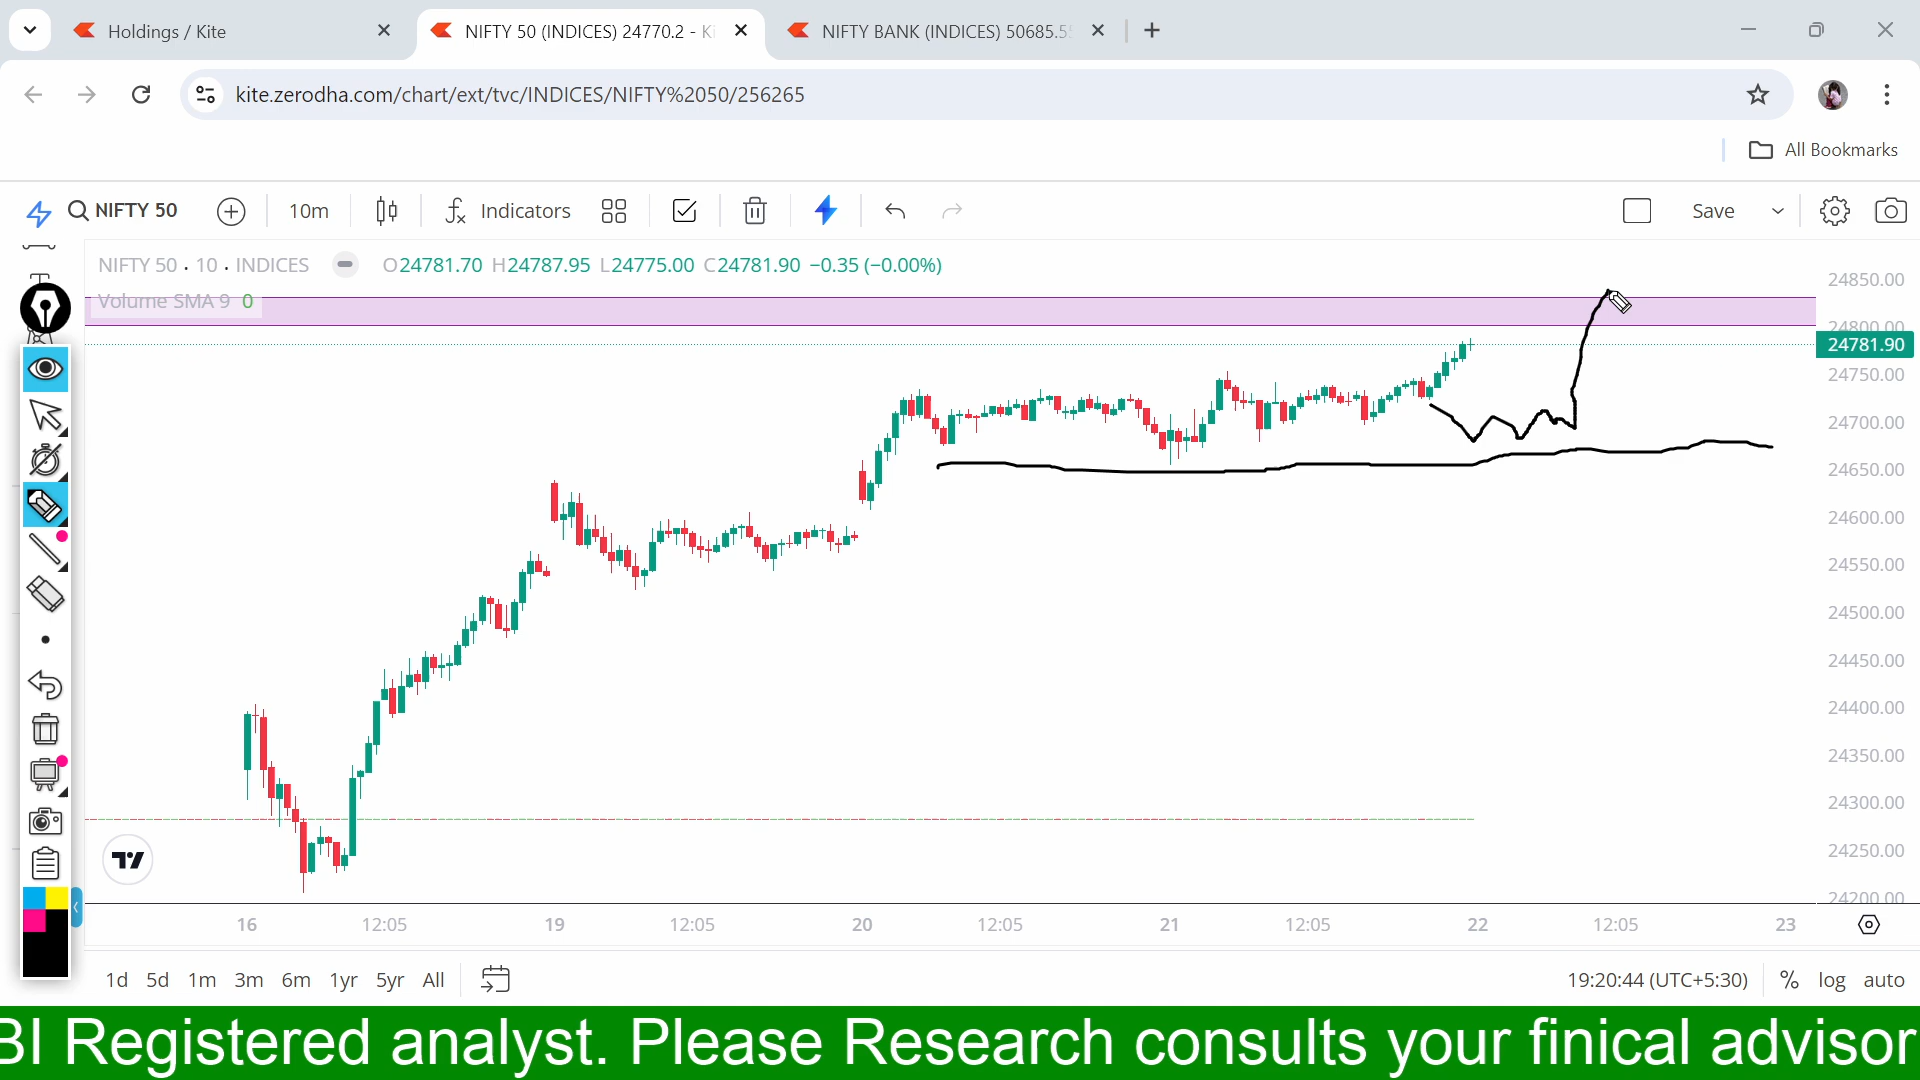 Holdings / Kite
NIFTY 50 (INDICES) 24770.2 - Ki
NIFTY BANK (INDICES) 50685.55
kite.zerodha.com/chart/ext/tvc/INDICES/NIFTY%2050/256265
All Bookmarks
NIFTY 50
10m
Indicators
Save
NIFTY 50 . 10 . INDICES O24781.70 H24787.95 L24775.00 C24781.90 −0.35 (−0.00%)
Volume SMA 9 0
24850.00
24800.00
24781.90
24750.00
24700.00
24650.00
24600.00
24550.00
24500.00
24450.00
24400.00
24350.00
24300.00
24250.00
24200.00
16 12:05 19 12:05 20 12:05 21 12:05 22 12:05 23
1d 5d 1m 3m 6m 1yr 5yr All
19:20:44 (UTC+5:30) % log auto
BI Registered analyst. Please Research consults your finical advisor